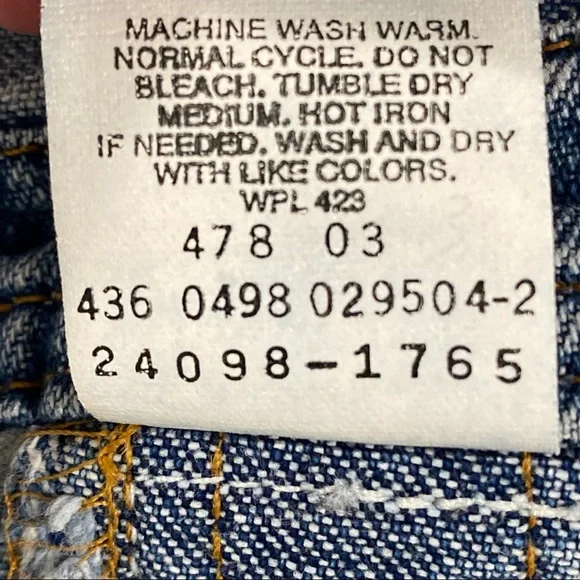 MACHINE WASH WARM.
NORMAL CYCLE. DO NOT
BLEACH. TUMBLE DRY
MEDIUM. HOT IRON
IF NEEDED. WASH AND DRY
WITH LIKE COLORS.
WPL 423
478 03
436 0498 029504-2
24098-1765